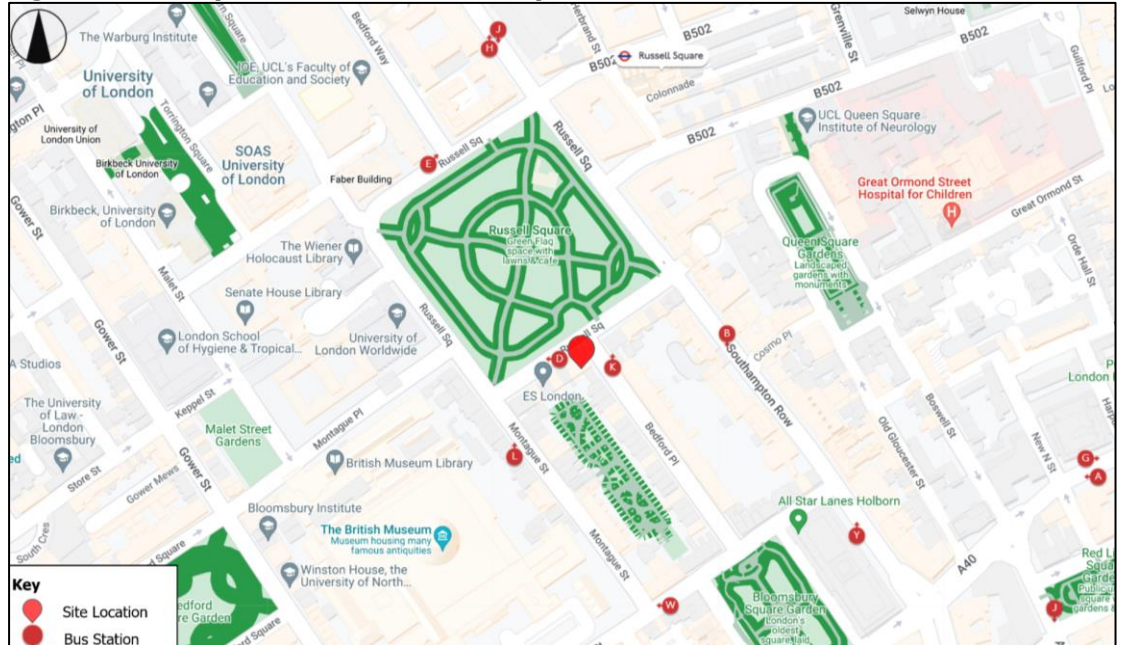 Selwyn House
The Warburg Institute
Bedford Way
Herbrand St
Grenville St
B502
B502
J
H
B502
Russell Square
Guilford Pl
IOE, UCL's Faculty of
Education and Society
University
of London
Colonnade
B502
Torrington Square
University of
London Union
SOAS
University
of London
Russell Sq
B502
UCL Queen Square
Institute of Neurology
E
Russell Sq
Birkbeck University
of London
Faber Building
Great Ormond Street
Hospital for Children
H
Great Ormond St
Birkbeck, University
of London
Gower St
Russell Square
Green Flag
space with
lawns & cafe
The Wiener
Holocaust Library
Queen Square
Gardens
Landscaped
gardens with
monuments
Orde Hall St
Malet St
Senate House Library
Russell Sq
London School
of Hygiene & Tropical...
University of
London Worldwide
Gower St
B
Cosmo Pl
D
K
A Studios
ES London
Southampton Row
Keppel St
The University
of Law -
London
Bloomsbury
Malet Street
Gardens
Montague Pl
Montague St
Bedford Pl
Old Gloucester St
Boswell St
New N St
L
British Museum Library
G
A
Store St
Gower Mews
Gower St
All Star Lanes Holborn
Bloomsbury Institute
Y
The British Museum
Museum housing many
famous antiquities
South Cres
Montague St
A40
Winston House, the
University of North...
Key
Site Location
Bus Station
W
Bloomsbury
Square Garden
London's
oldest
square laid
J